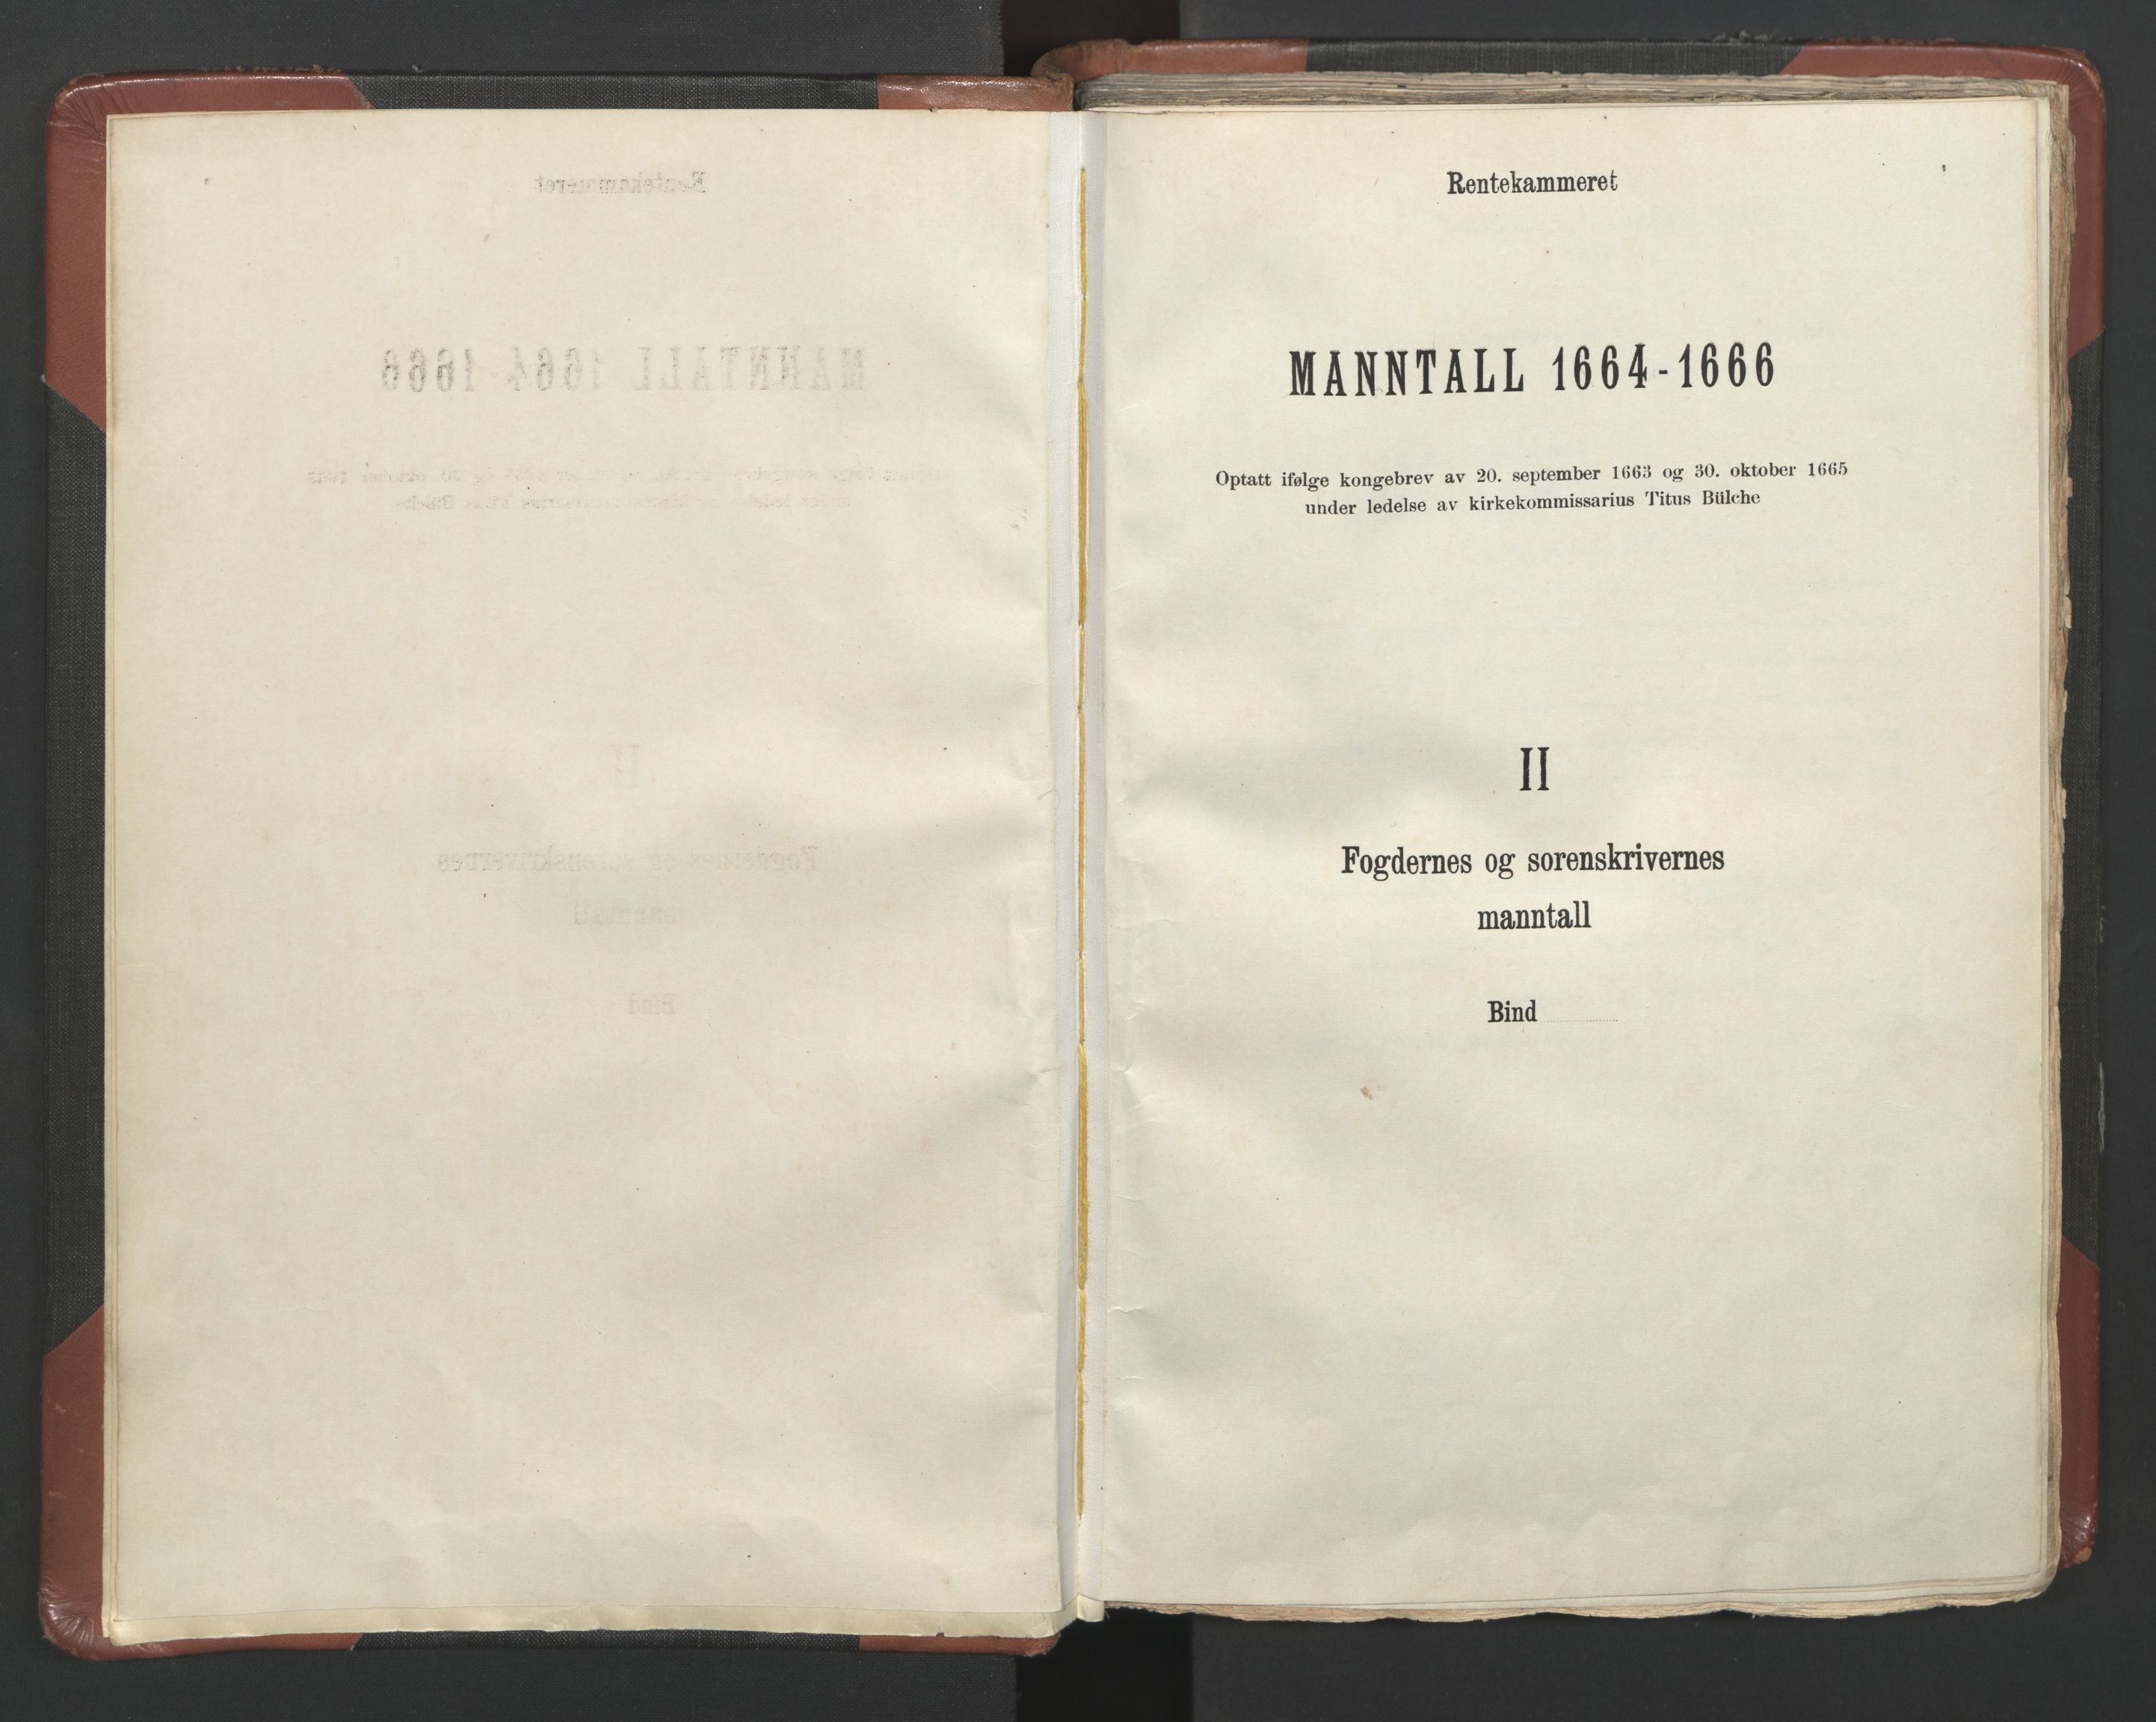 Rentekammeret
MANNTALL 1664-1666
Optatt ifølge kongebrev av 20. september 1663 og 30. oktober 1665
under ledelse av kirkekommissarius Titus Bülche
II
Fogdernes og sorenskrivernes
manntall
Bind